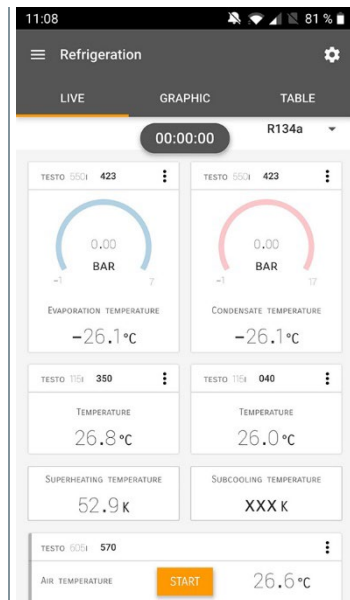 11:08 81 %
Refrigeration
LIVE GRAPHIC TABLE
00:00:00 R134a
TESTO 550I 423 TESTO 550I 423
0.00 0.00
BAR BAR
-1 7 -1 17
EVAPORATION TEMPERATURE CONDENSATE TEMPERATURE
-26.1 °C -26.1 °C
TESTO 115I 350 TESTO 115I 040
TEMPERATURE TEMPERATURE
26.8 °C 26.0 °C
SUPERHEATING TEMPERATURE SUBCOOLING TEMPERATURE
52.9 K XXX K
TESTO 605I 570
AIR TEMPERATURE START 26.6 °C